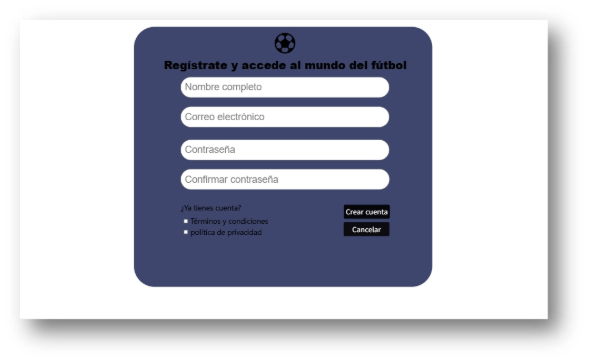 Regístrate y accede al mundo del fútbol
Nombre completo
Correo electrónico
Contraseña
Confirmar contraseña
¿Ya tienes cuenta?
Términos y condiciones
política de privacidad
Crear cuenta
Cancelar